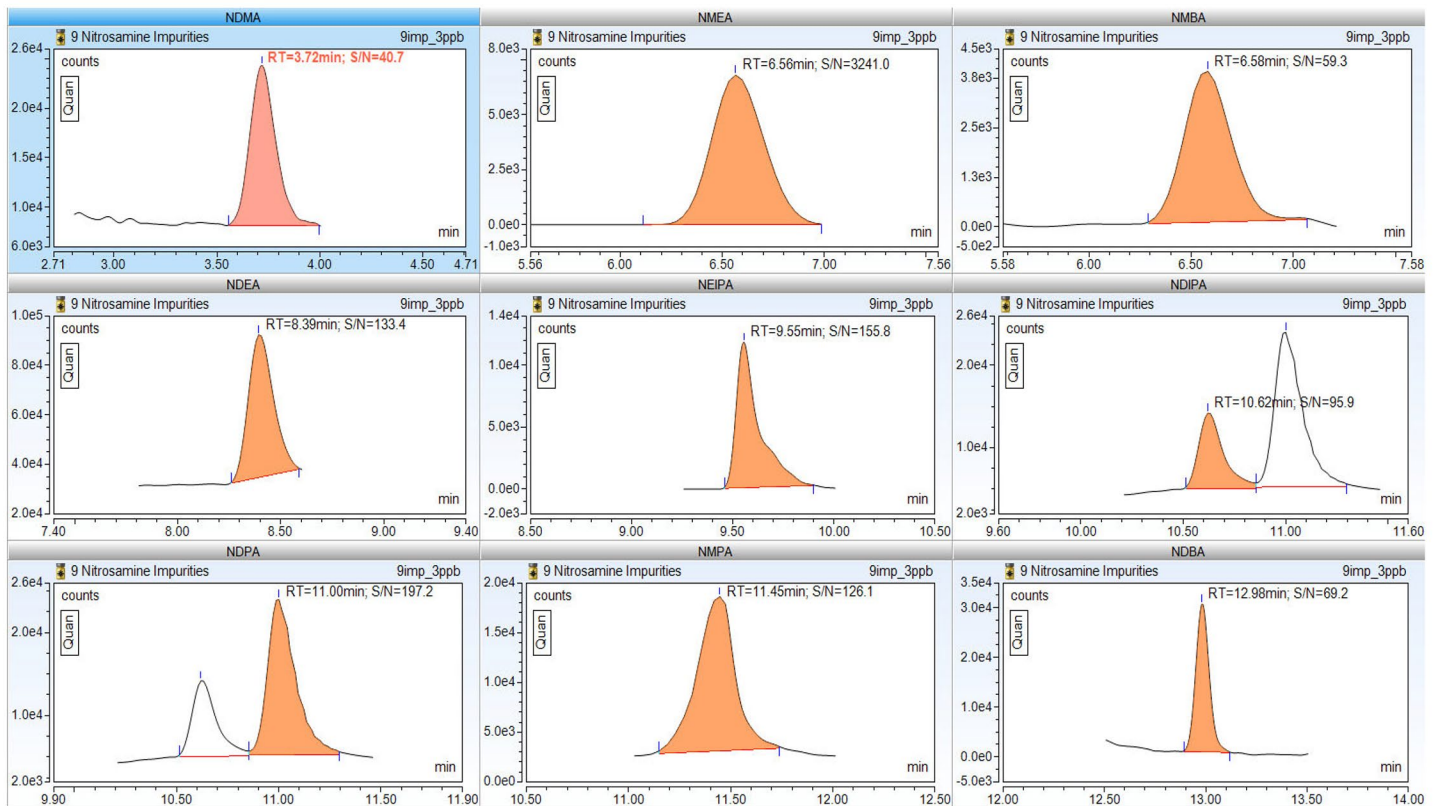 NDMA
9 Nitrosamine Impurities 9imp_3ppb
2.6e4
counts
RT=3.72min; S/N=40.7
Quan
2.0e4
1.5e4
1.0e4
6.0e3
min
2.71 3.00 3.50 4.00 4.50 4.71
NMEA
9 Nitrosamine Impurities 9imp_3ppb
8.0e3
counts
RT=6.56min; S/N=3241.0
Quan
5.0e3
2.5e3
0.0e0
-1.0e3
min
5.56 6.00 6.50 7.00 7.56
NMBA
9 Nitrosamine Impurities 9imp_3ppb
4.5e3
counts
RT=6.58min; S/N=59.3
3.8e3
Quan
2.5e3
1.3e3
0.0e0
-5.0e2
min
5.58 6.00 6.50 7.00 7.58
NDEA
9 Nitrosamine Impurities 9imp_3ppb
1.0e5
counts
RT=8.39min; S/N=133.4
8.0e4
Quan
6.0e4
4.0e4
2.0e4
min
7.40 8.00 8.50 9.00 9.40
NEIPA
9 Nitrosamine Impurities 9imp_3ppb
1.4e4
counts
RT=9.55min; S/N=155.8
Quan
1.0e4
5.0e3
0.0e0
-2.0e3
min
8.50 9.00 9.50 10.00 10.50
NDIPA
9 Nitrosamine Impurities 9imp_3ppb
2.6e4
counts
2.0e4
Quan
RT=10.62min; S/N=95.9
1.0e4
2.0e3
min
9.60 10.00 10.50 11.00 11.60
NDPA
9 Nitrosamine Impurities 9imp_3ppb
2.6e4
counts
RT=11.00min; S/N=197.2
2.0e4
Quan
1.0e4
2.0e3
min
9.90 10.50 11.00 11.50 11.90
NMPA
9 Nitrosamine Impurities 9imp_3ppb
2.0e4
counts
RT=11.45min; S/N=126.1
1.5e4
Quan
1.0e4
5.0e3
0.0e0
min
10.50 11.00 11.50 12.00 12.50
NDBA
9 Nitrosamine Impurities 9imp_3ppb
3.5e4
counts
RT=12.98min; S/N=69.2
3.0e4
Quan
2.0e4
1.0e4
0.0e0
-5.0e3
min
12.00 12.50 13.00 13.50 14.00